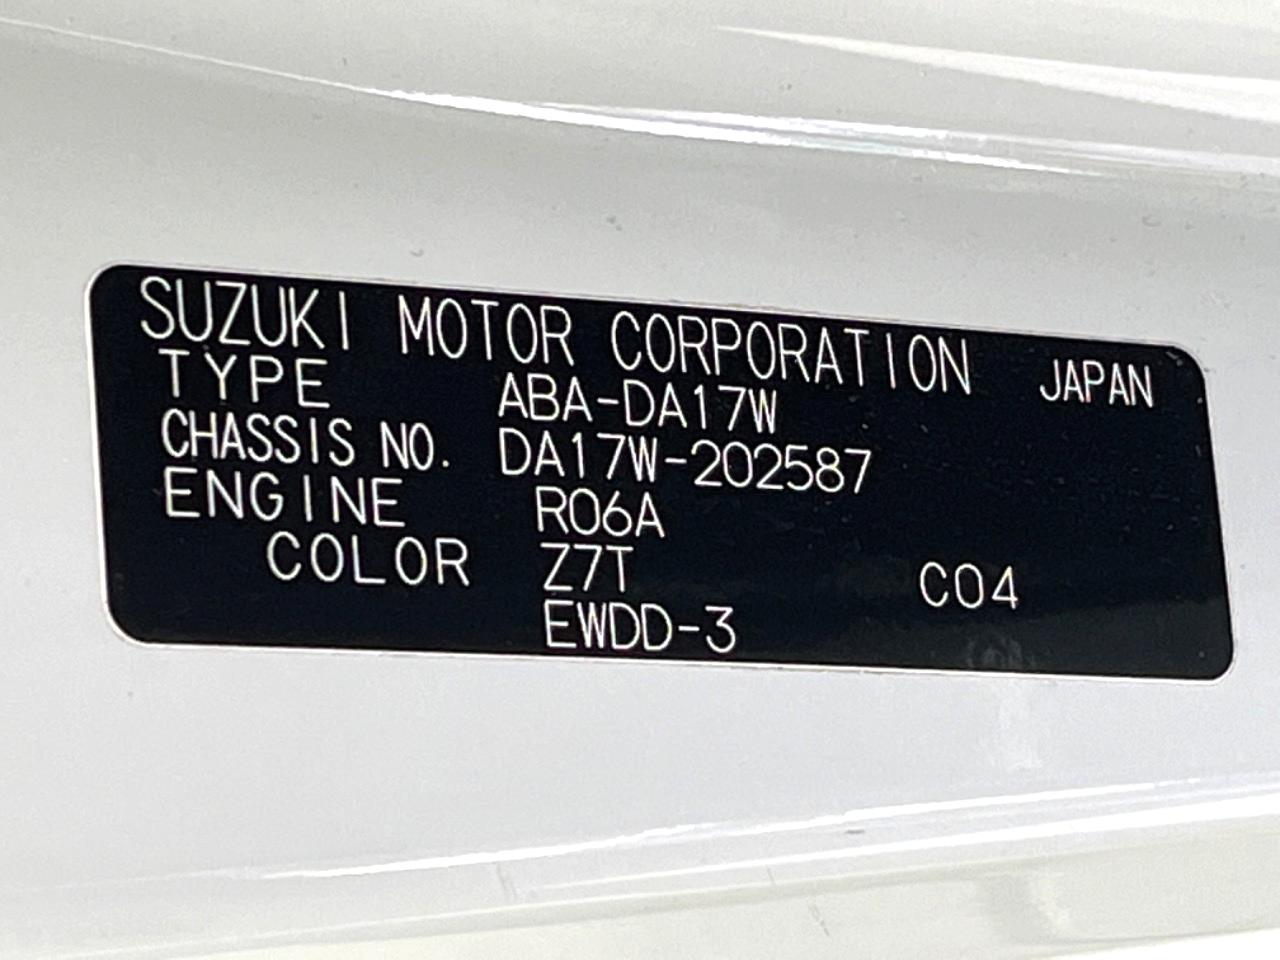 SUZUKI MOTOR CORPORATION JAPAN
TYPE ABA-DA17W
CHASSIS NO. DA17W-202587
ENGINE R06A
COLOR Z7T C04
EWDD-3